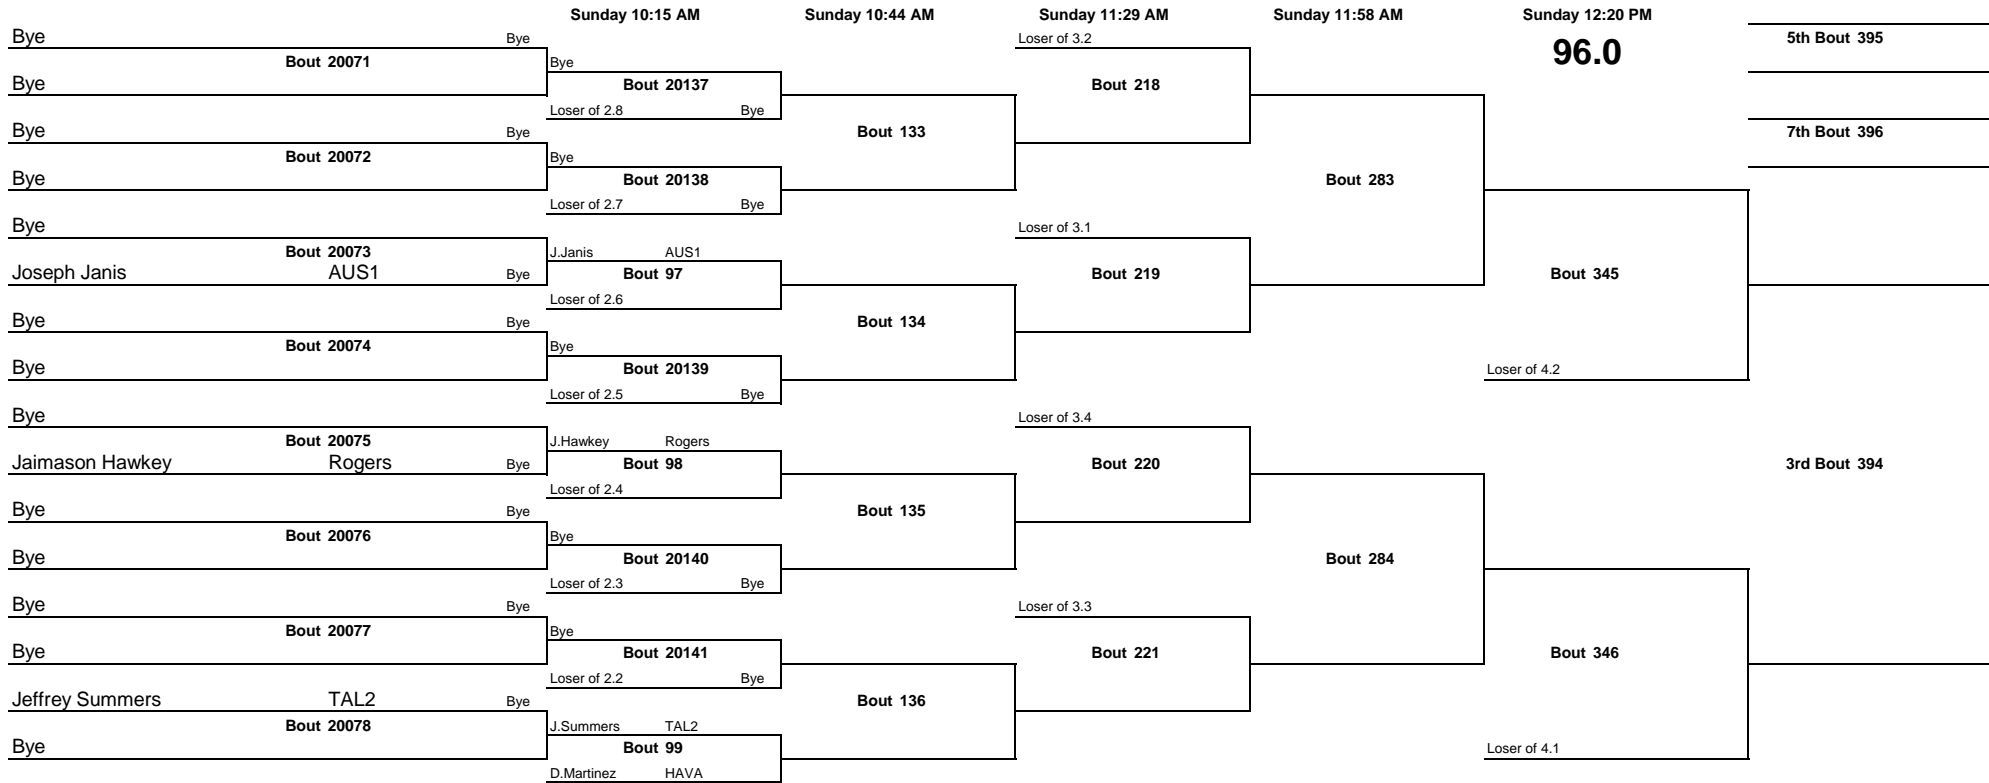 Sunday 10:15 AM Sunday 10:44 AM Sunday 11:29 AM Sunday 11:58 AM Sunday 12:20 PM
Bye Bye Loser of 3.2 96.0 5th Bout 395
Bout 20071 Bye
Bye Bout 20137 Bout 218
Loser of 2.8 Bye
Bye Bye Bout 133 7th Bout 396
Bout 20072 Bye
Bye Bout 20138 Bout 283
Loser of 2.7 Bye
Bye Loser of 3.1
Bout 20073 J.Janis AUS1
Joseph Janis AUS1 Bye Bout 97 Bout 219 Bout 345
Loser of 2.6
Bye Bye Bout 134
Bout 20074 Bye
Bye Bout 20139 Loser of 4.2
Loser of 2.5 Bye
Bye Loser of 3.4
Bout 20075 J.Hawkey Rogers
Jaimason Hawkey Rogers Bye Bout 98 Bout 220 3rd Bout 394
Loser of 2.4
Bye Bye Bout 135
Bout 20076 Bye
Bye Bout 20140 Bout 284
Loser of 2.3 Bye
Bye Bye Loser of 3.3
Bout 20077 Bye
Bye Bout 20141 Bout 221 Bout 346
Loser of 2.2 Bye
Jeffrey Summers TAL2 Bye Bout 136
Bout 20078 J.Summers TAL2
Bye Bout 99 Loser of 4.1
D.Martinez HAVA